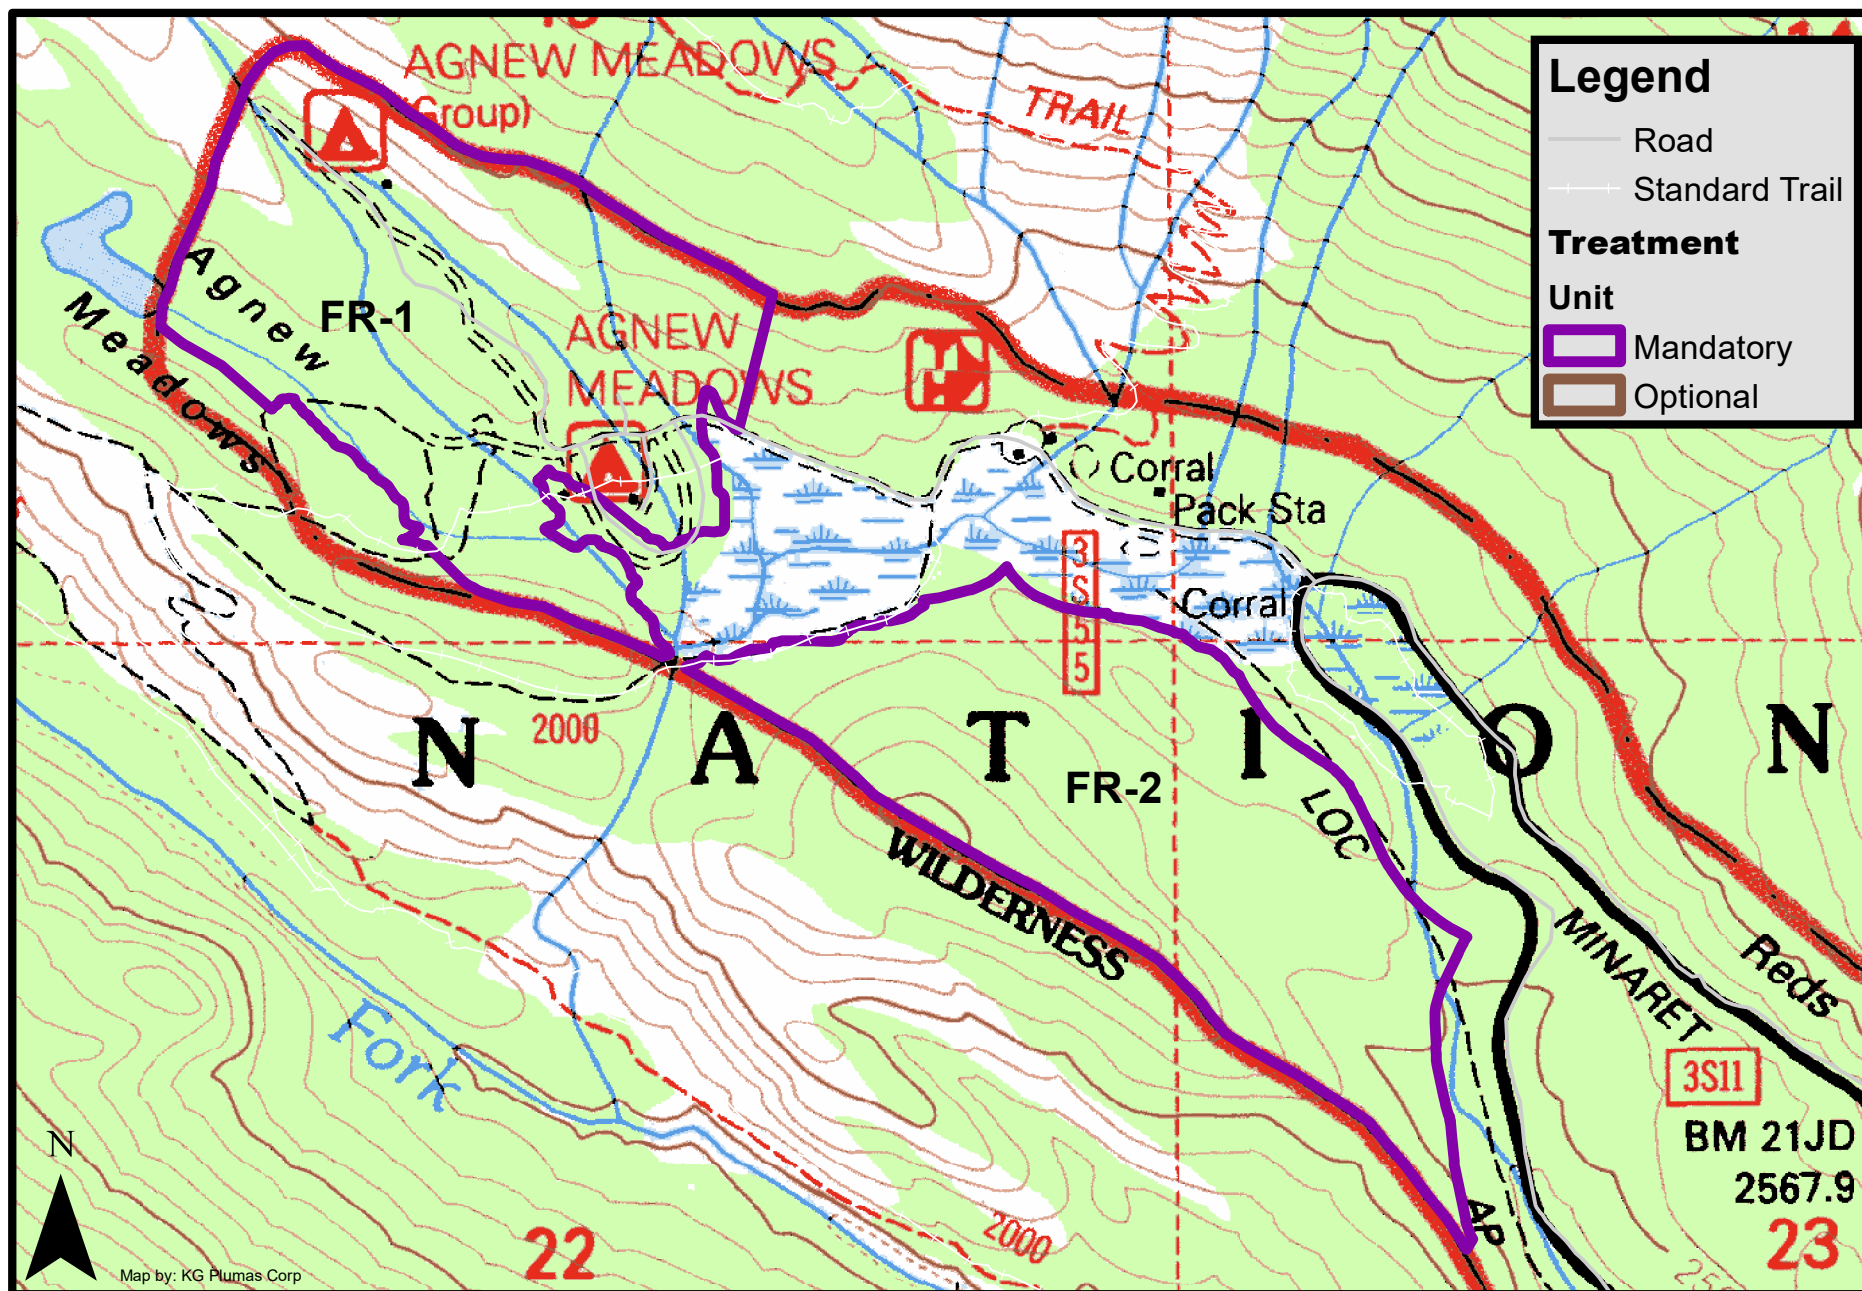 AGNEW MEADOWS
(Group)
TRAIL
Legend
Road
Standard Trail
Treatment
Unit
Mandatory
Optional
Agnew
Meadows
FR-1
AGNEW
MEADOWS
TH
Corral
Pack Sta
3S55
Corral
2000
N A T I O N
FR-2
LOC
WILDERNESS
MINARET
Reds
Fork
3S11
BM 21JD
2567.9
AP
N
22
2000
23
Map by: KG Plumas Corp